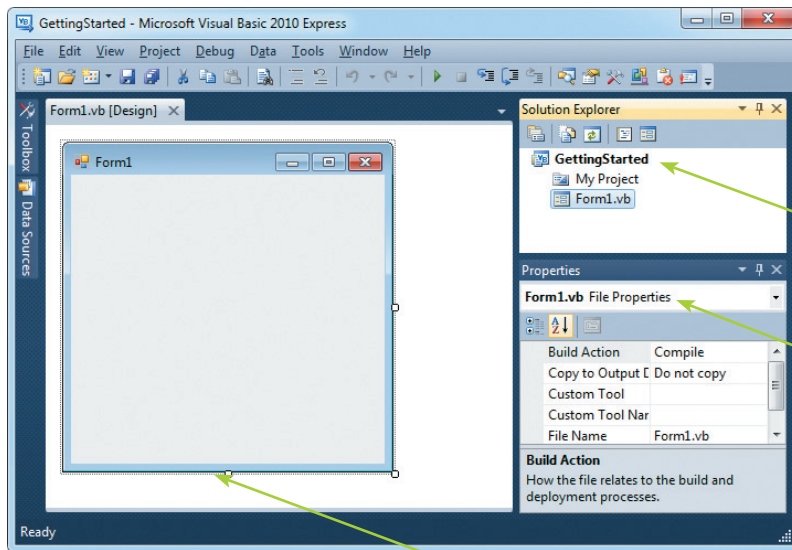 GettingStarted - Microsoft Visual Basic 2010 Express
File Edit View Project Debug Data Tools Window Help
Form1.vb [Design]
Toolbox
Data Sources
Form1
Solution Explorer
GettingStarted
My Project
Form1.vb
Properties
Form1.vb File Properties
Build Action Compile
Copy to Output D Do not copy
Custom Tool
Custom Tool Nar
File Name Form1.vb
Build Action
How the file relates to the build and
deployment processes.
Ready